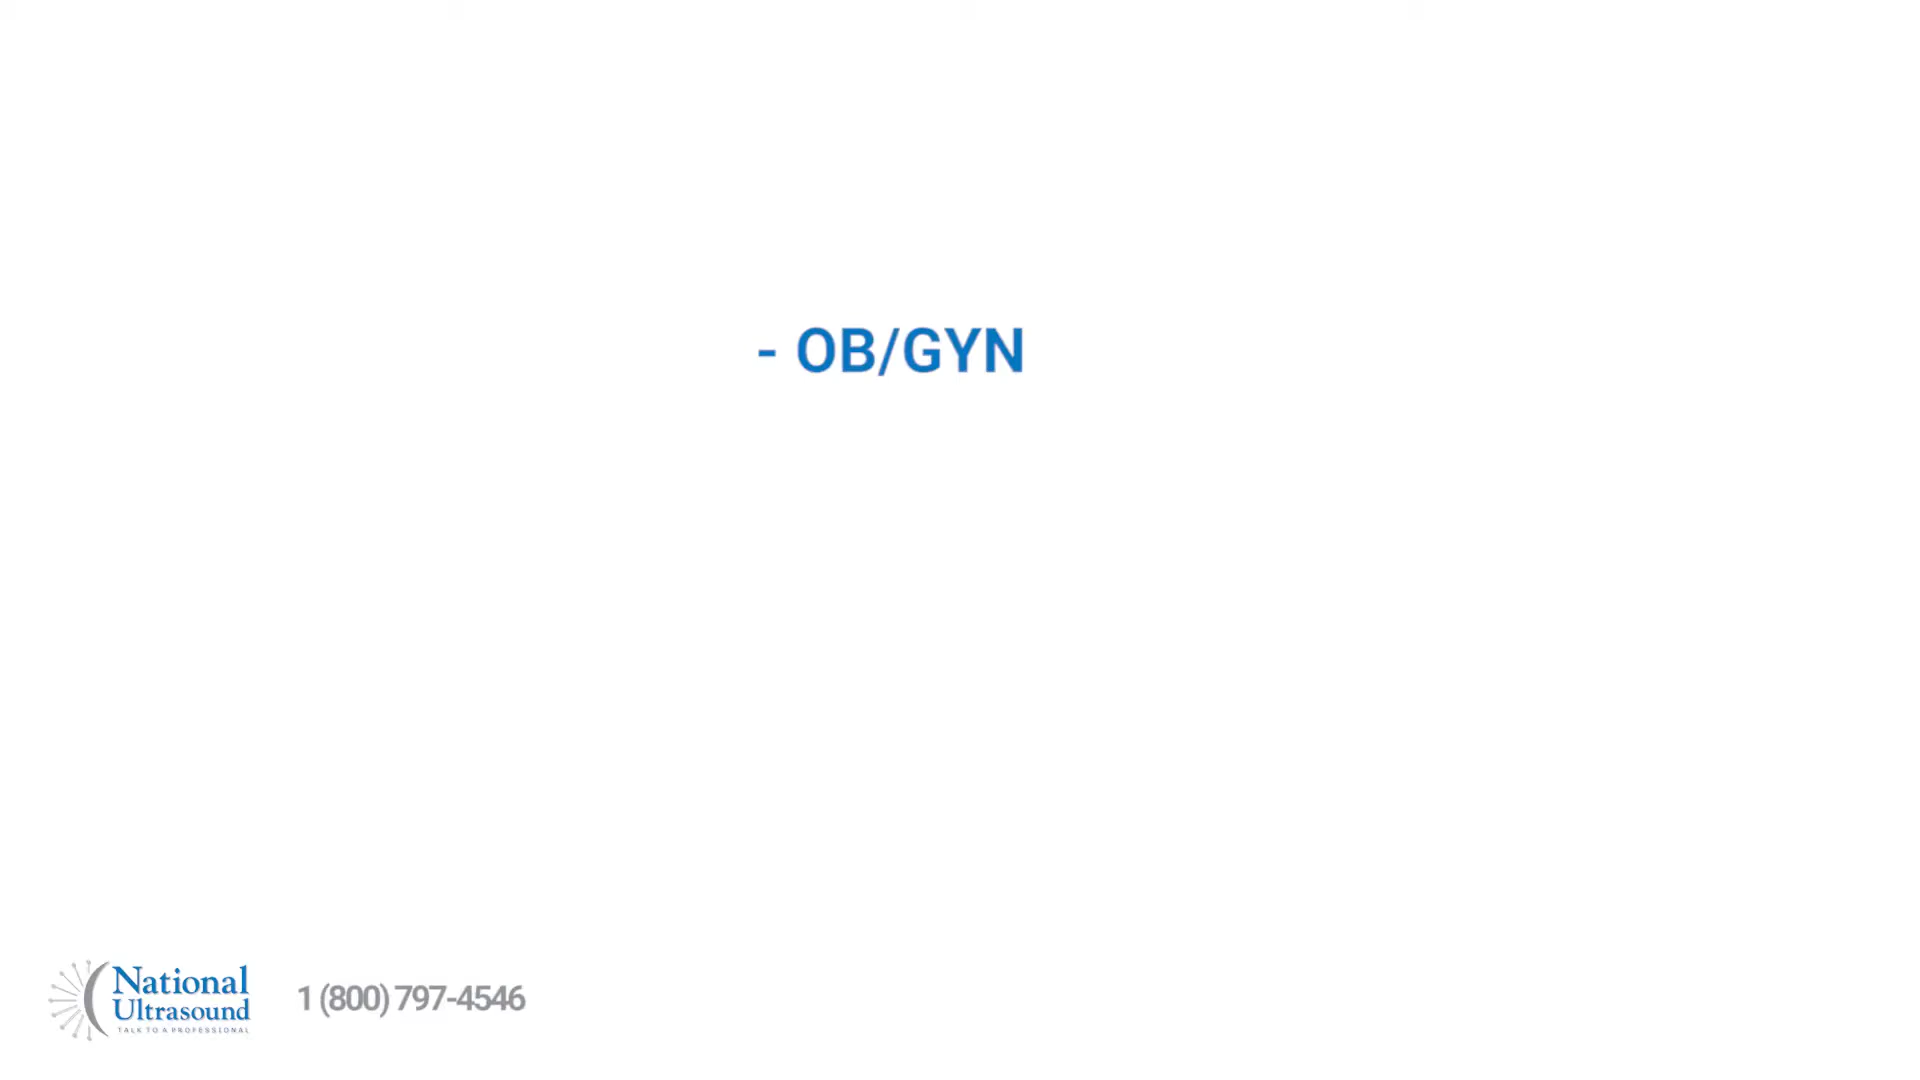 - OB/GYN
National
Ultrasound
TALK TO A PROFESSIONAL
1 (800) 797-4546